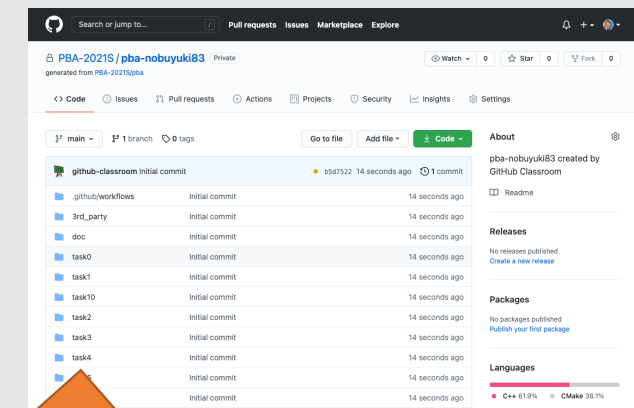 Search or jump to... / Pull requests Issues Marketplace Explore
PBA-2021S / pba-nobuyuki83 Private
Watch 0 Star 0 Fork 0
generated from PBA-2021S/pba
Code Issues Pull requests Actions Projects Security Insights Settings
main 1 branch 0 tags Go to file Add file Code
github-classroom Initial commit b5d7522 14 seconds ago 1 commit
.github/workflows Initial commit 14 seconds ago
3rd_party Initial commit 14 seconds ago
doc Initial commit 14 seconds ago
task0 Initial commit 14 seconds ago
task1 Initial commit 14 seconds ago
task10 Initial commit 14 seconds ago
task2 Initial commit 14 seconds ago
task3 Initial commit 14 seconds ago
task4 Initial commit 14 seconds ago
Initial commit 14 seconds ago
Initial commit 14 seconds ago
About
pba-nobuyuki83 created by
GitHub Classroom
Readme
Releases
No releases published
Create a new release
Packages
No packages published
Publish your first package
Languages
C++ 61.9% CMake 38.1%